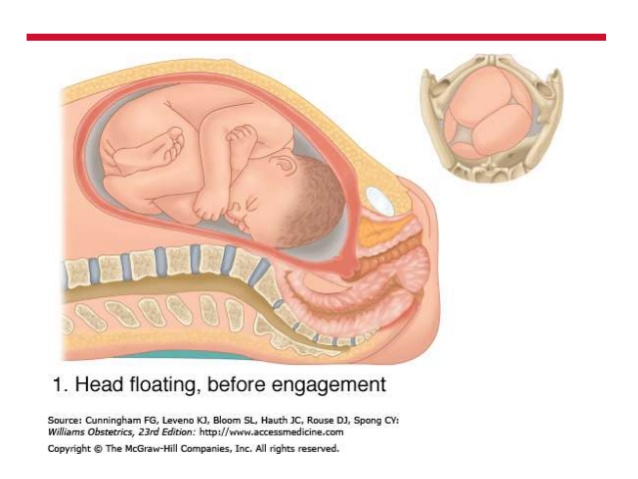 1. Head floating, before engagement
Source: Cunningham FG, Leveno KJ, Bloom SL, Hauth JC, Rouse DJ, Spong CY:
Williams Obstetrics, 23rd Edition: http://www.accessmedicine.com
Copyright © The McGraw-Hill Companies, Inc. All rights reserved.